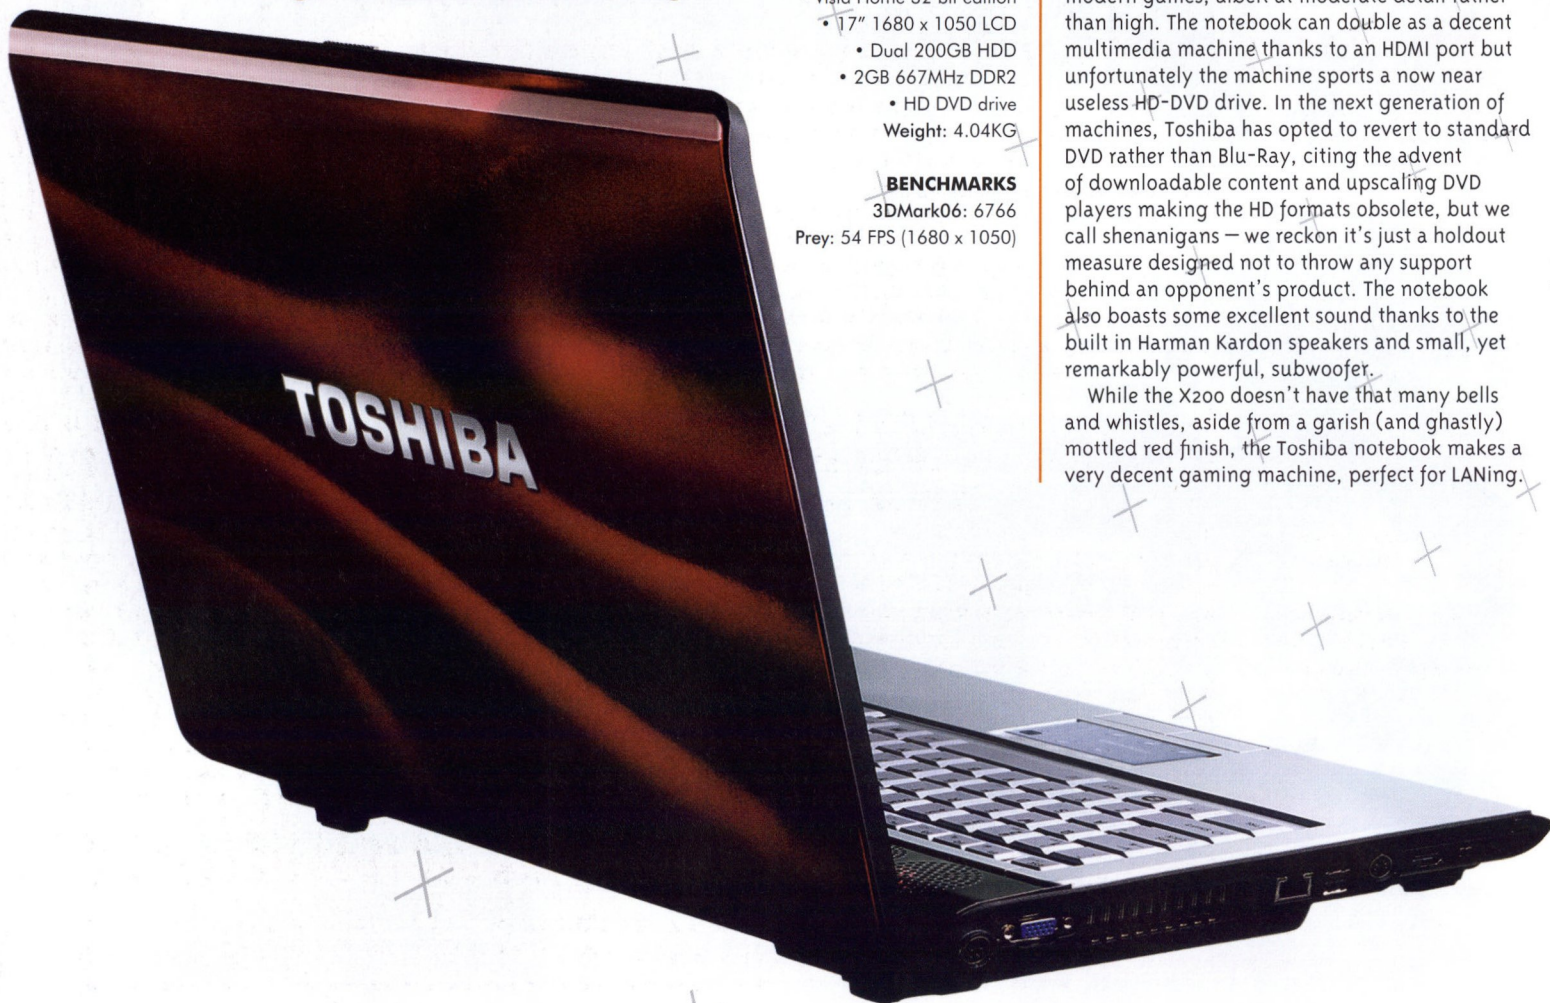 • 17" 1680 x 1050 LCD
• Dual 200GB HDD
• 2GB 667MHz DDR2
• HD DVD drive
Weight: 4.04KG
BENCHMARKS
3DMark06: 6766
Prey: 54 FPS (1680 x 1050)
modern games, albeit at moderate detail rather
than high. The notebook can double as a decent
multimedia machine thanks to an HDMI port but
unfortunately the machine sports a now near
useless HD-DVD drive. In the next generation of
machines, Toshiba has opted to revert to standard
DVD rather than Blu-Ray, citing the advent
of downloadable content and upscaling DVD
players making the HD formats obsolete, but we
call shenanigans — we reckon it's just a holdout
measure designed not to throw any support
behind an opponent's product. The notebook
also boasts some excellent sound thanks to the
built in Harman Kardon speakers and small, yet
remarkably powerful, subwoofer.
While the X200 doesn't have that many bells
and whistles, aside from a garish (and ghastly)
mottled red finish, the Toshiba notebook makes a
very decent gaming machine, perfect for LANing.
TOSHIBA